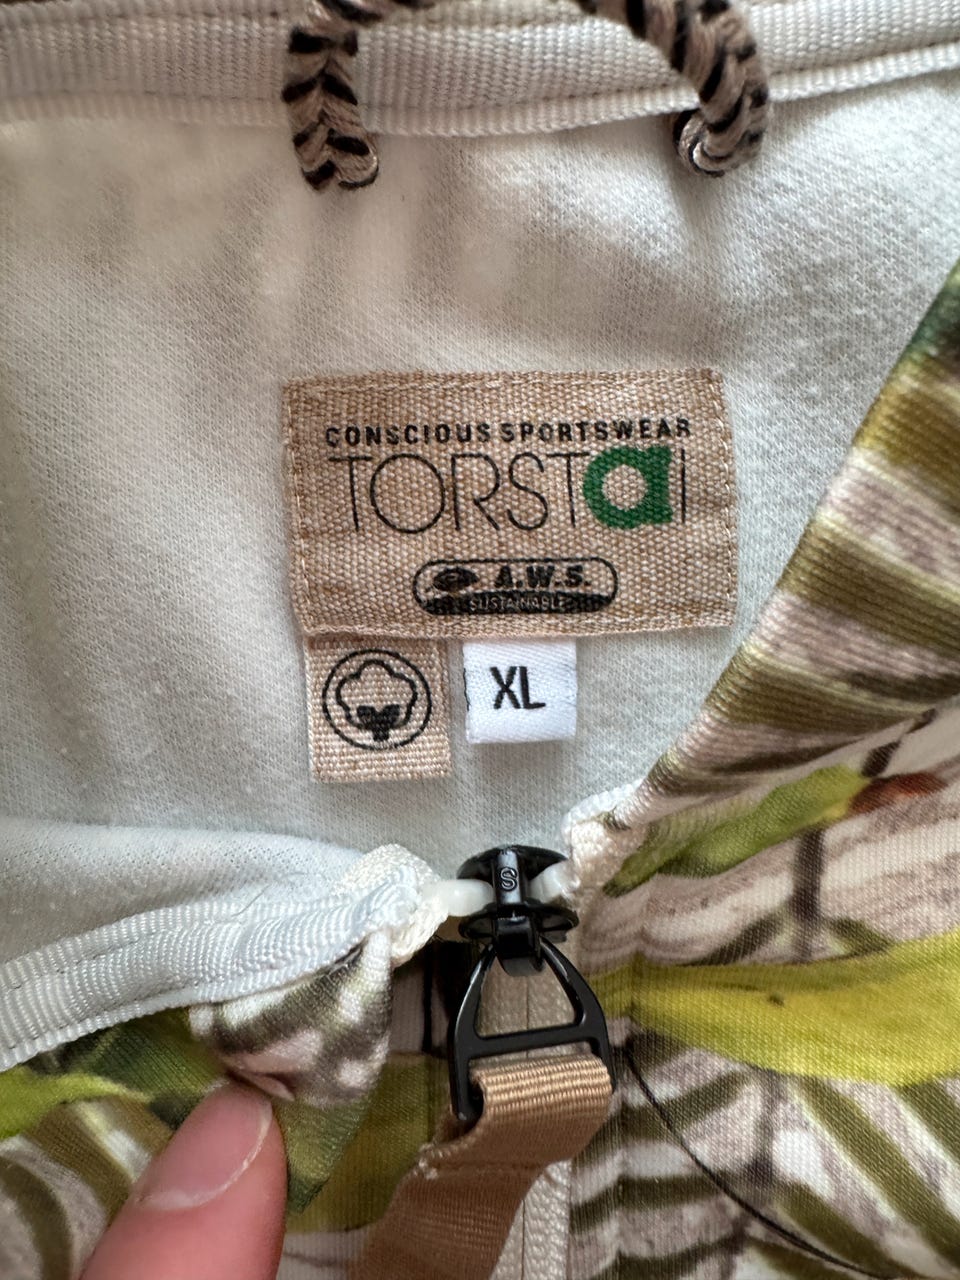 CONSCIOUS SPORTSWEAR
TORSTaI
A.W.S.
SUSTAINABLE
XL
S